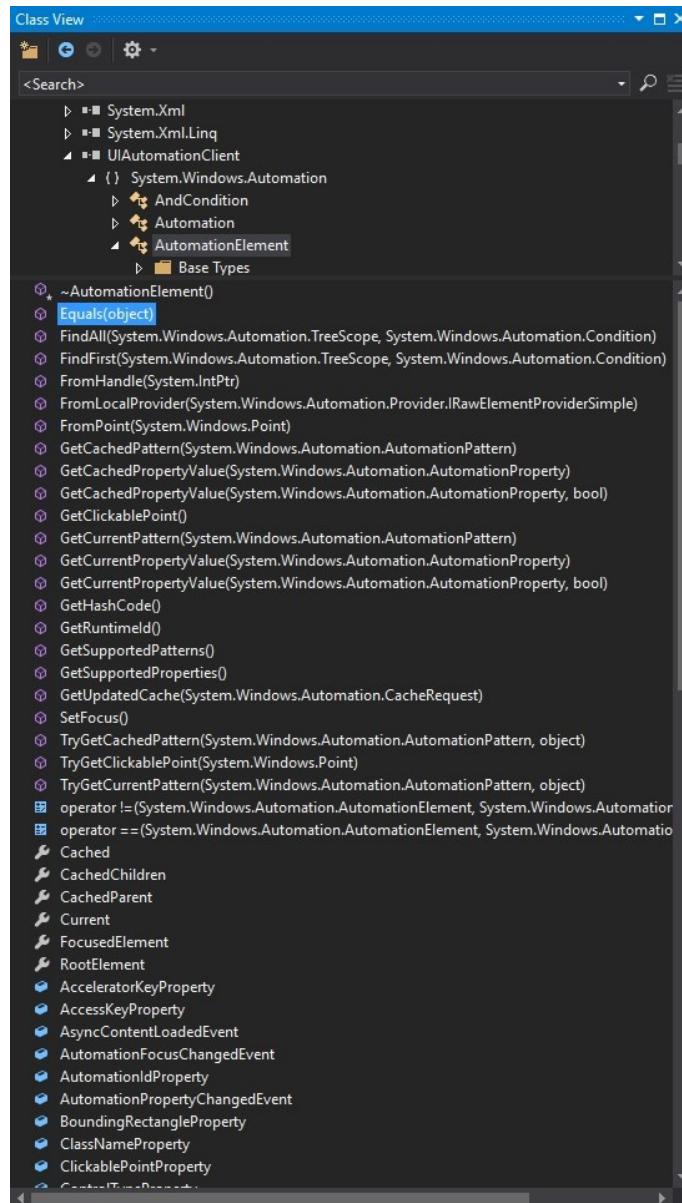 Class View
<Search>
System.Xml
System.Xml.Linq
UIAutomationClient
{ } System.Windows.Automation
AndCondition
Automation
AutomationElement
Base Types
~AutomationElement()
Equals(object)
FindAll(System.Windows.Automation.TreeScope, System.Windows.Automation.Condition)
FindFirst(System.Windows.Automation.TreeScope, System.Windows.Automation.Condition)
FromHandle(System.IntPtr)
FromLocalProvider(System.Windows.Automation.Provider.IRawElementProviderSimple)
FromPoint(System.Windows.Point)
GetCachedPattern(System.Windows.Automation.AutomationPattern)
GetCachedPropertyValue(System.Windows.Automation.AutomationProperty)
GetCachedPropertyValue(System.Windows.Automation.AutomationProperty, bool)
GetClickablePoint()
GetCurrentPattern(System.Windows.Automation.AutomationPattern)
GetCurrentPropertyValue(System.Windows.Automation.AutomationProperty)
GetCurrentPropertyValue(System.Windows.Automation.AutomationProperty, bool)
GetHashCode()
GetRuntimeId()
GetSupportedPatterns()
GetSupportedProperties()
GetUpdatedCache(System.Windows.Automation.CacheRequest)
SetFocus()
TryGetCachedPattern(System.Windows.Automation.AutomationPattern, object)
TryGetClickablePoint(System.Windows.Point)
TryGetCurrentPattern(System.Windows.Automation.AutomationPattern, object)
operator !=(System.Windows.Automation.AutomationElement, System.Windows.Automation
operator ==(System.Windows.Automation.AutomationElement, System.Windows.Automatio
Cached
CachedChildren
CachedParent
Current
FocusedElement
RootElement
AcceleratorKeyProperty
AccessKeyProperty
AsyncContentLoadedEvent
AutomationFocusChangedEvent
AutomationIdProperty
AutomationPropertyChangedEvent
BoundingRectangleProperty
ClassNameProperty
ClickablePointProperty